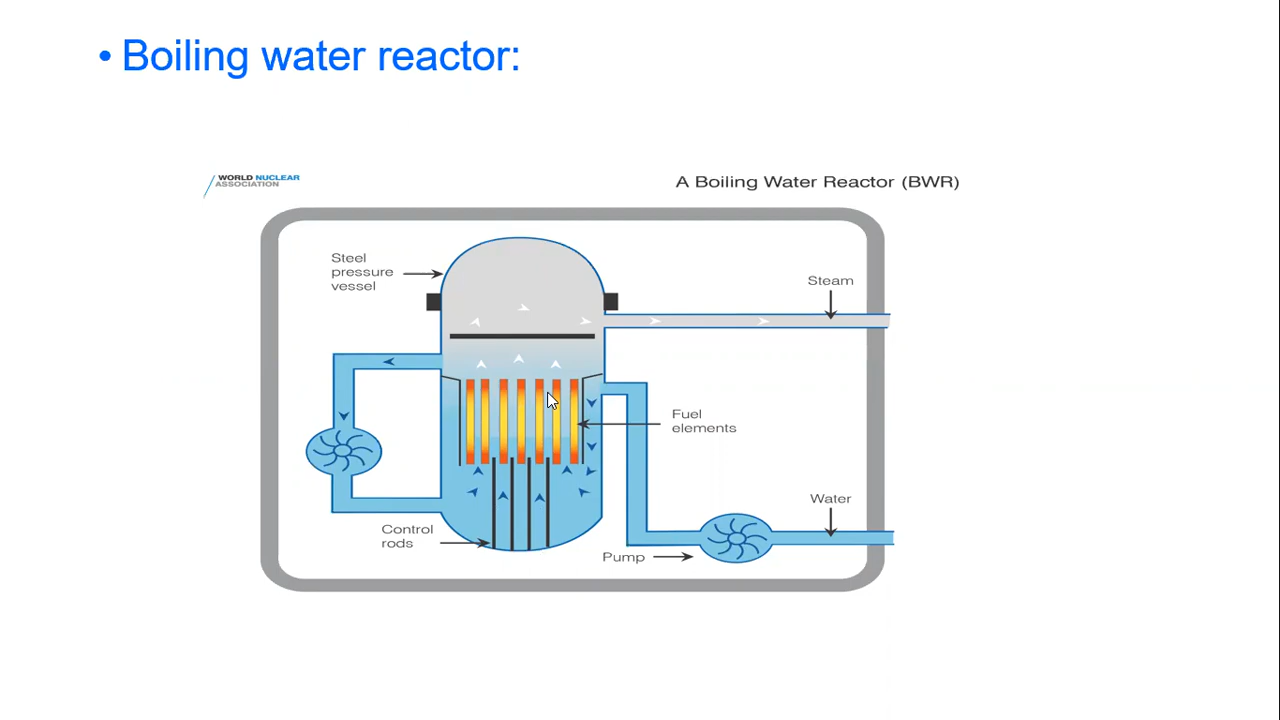 • Boiling water reactor:
WORLD NUCLEAR
ASSOCIATION
A Boiling Water Reactor (BWR)
Steel
pressure
vessel
Steam
Fuel
elements
Water
Control
rods
Pump